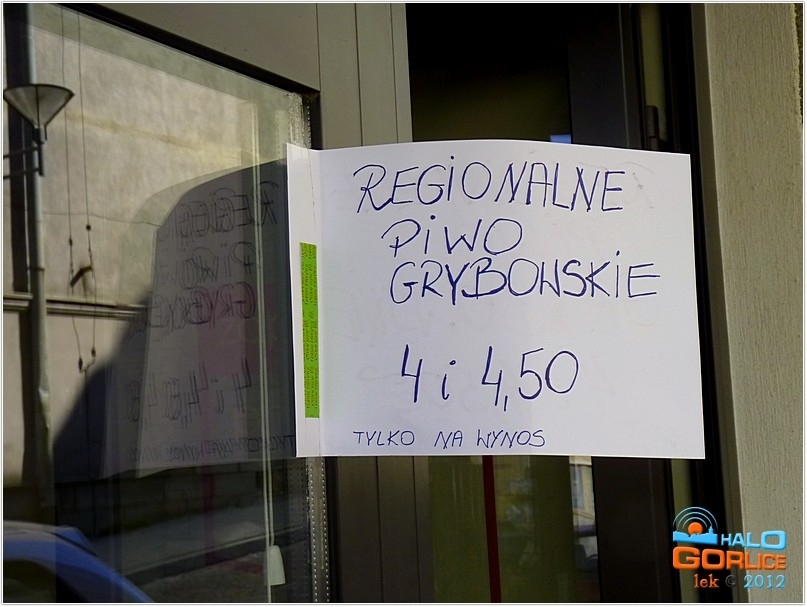 REGIONALNE
PIWO
GRYBOWSKIE
4 i 4,50
TYLKO NA WYNOS
HALO
GORLICE
lek © 2012